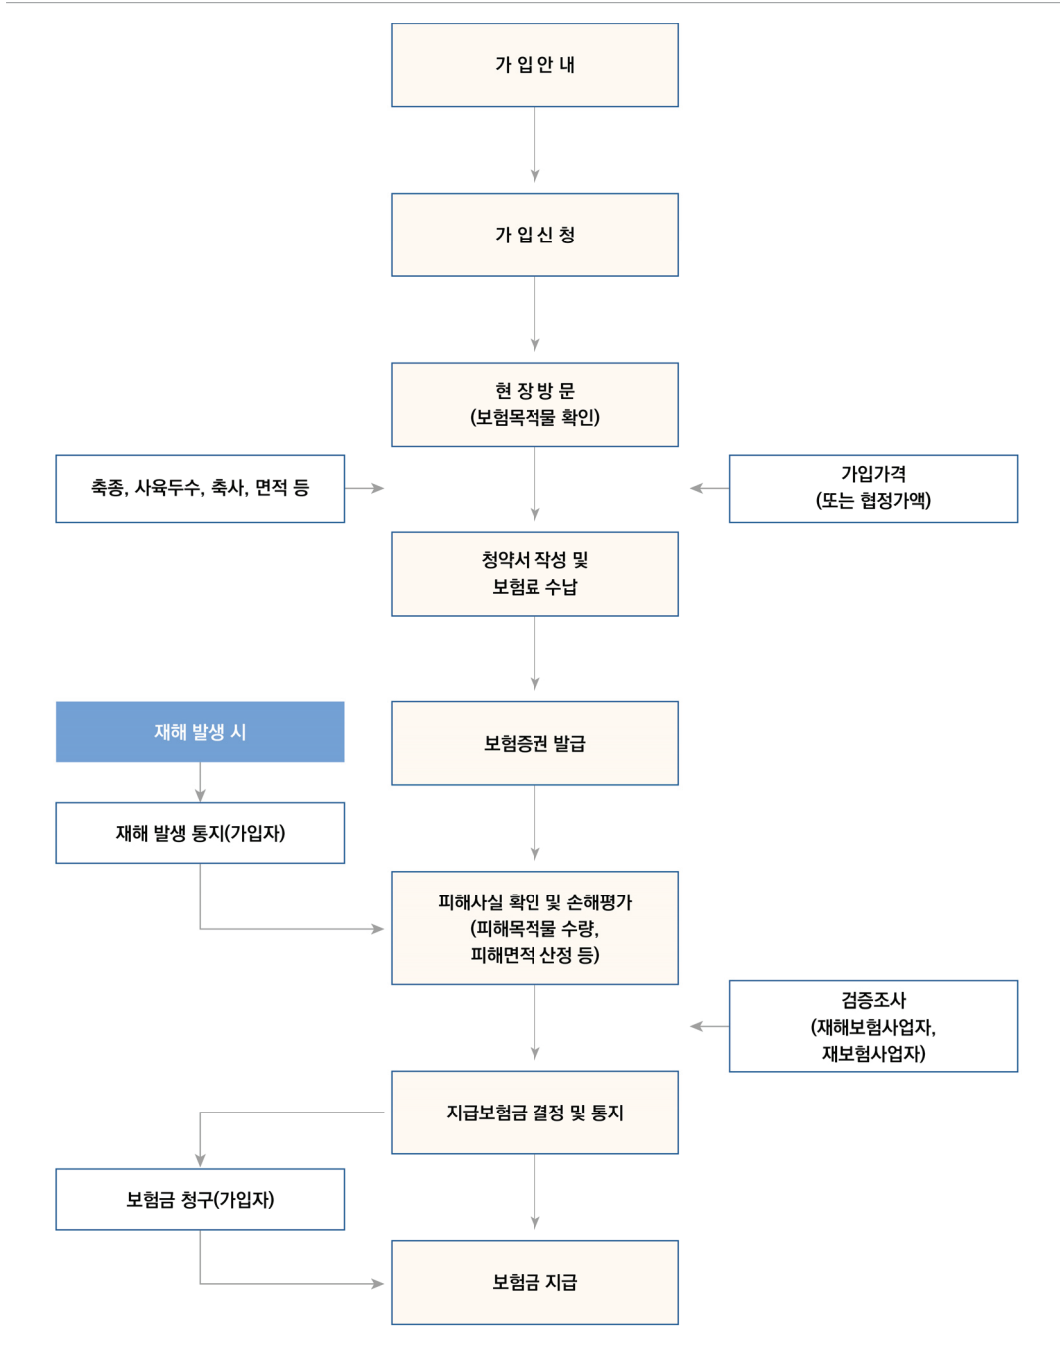 가 입 안 내
가 입 신 청
현 장 방 문
(보험목적물 확인)
축종, 사육두수, 축사, 면적 등
가입가격
(또는 협정가액)
청약서 작성 및
보험료 수납
재해 발생 시
보험증권 발급
재해 발생 통지(가입자)
피해사실 확인 및 손해평가
(피해목적물 수량,
피해면적 산정 등)
검증조사
(재해보험사업자,
재보험사업자)
지급보험금 결정 및 통지
보험금 청구(가입자)
보험금 지급